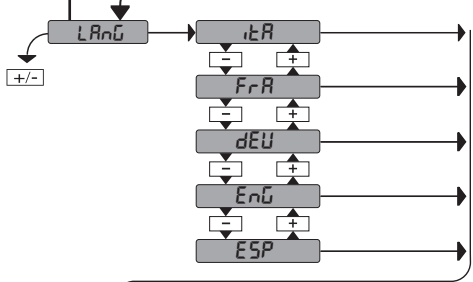 LAnG itA
+/-
- +
FrA
- +
dEU
- +
EnG
- +
ESP